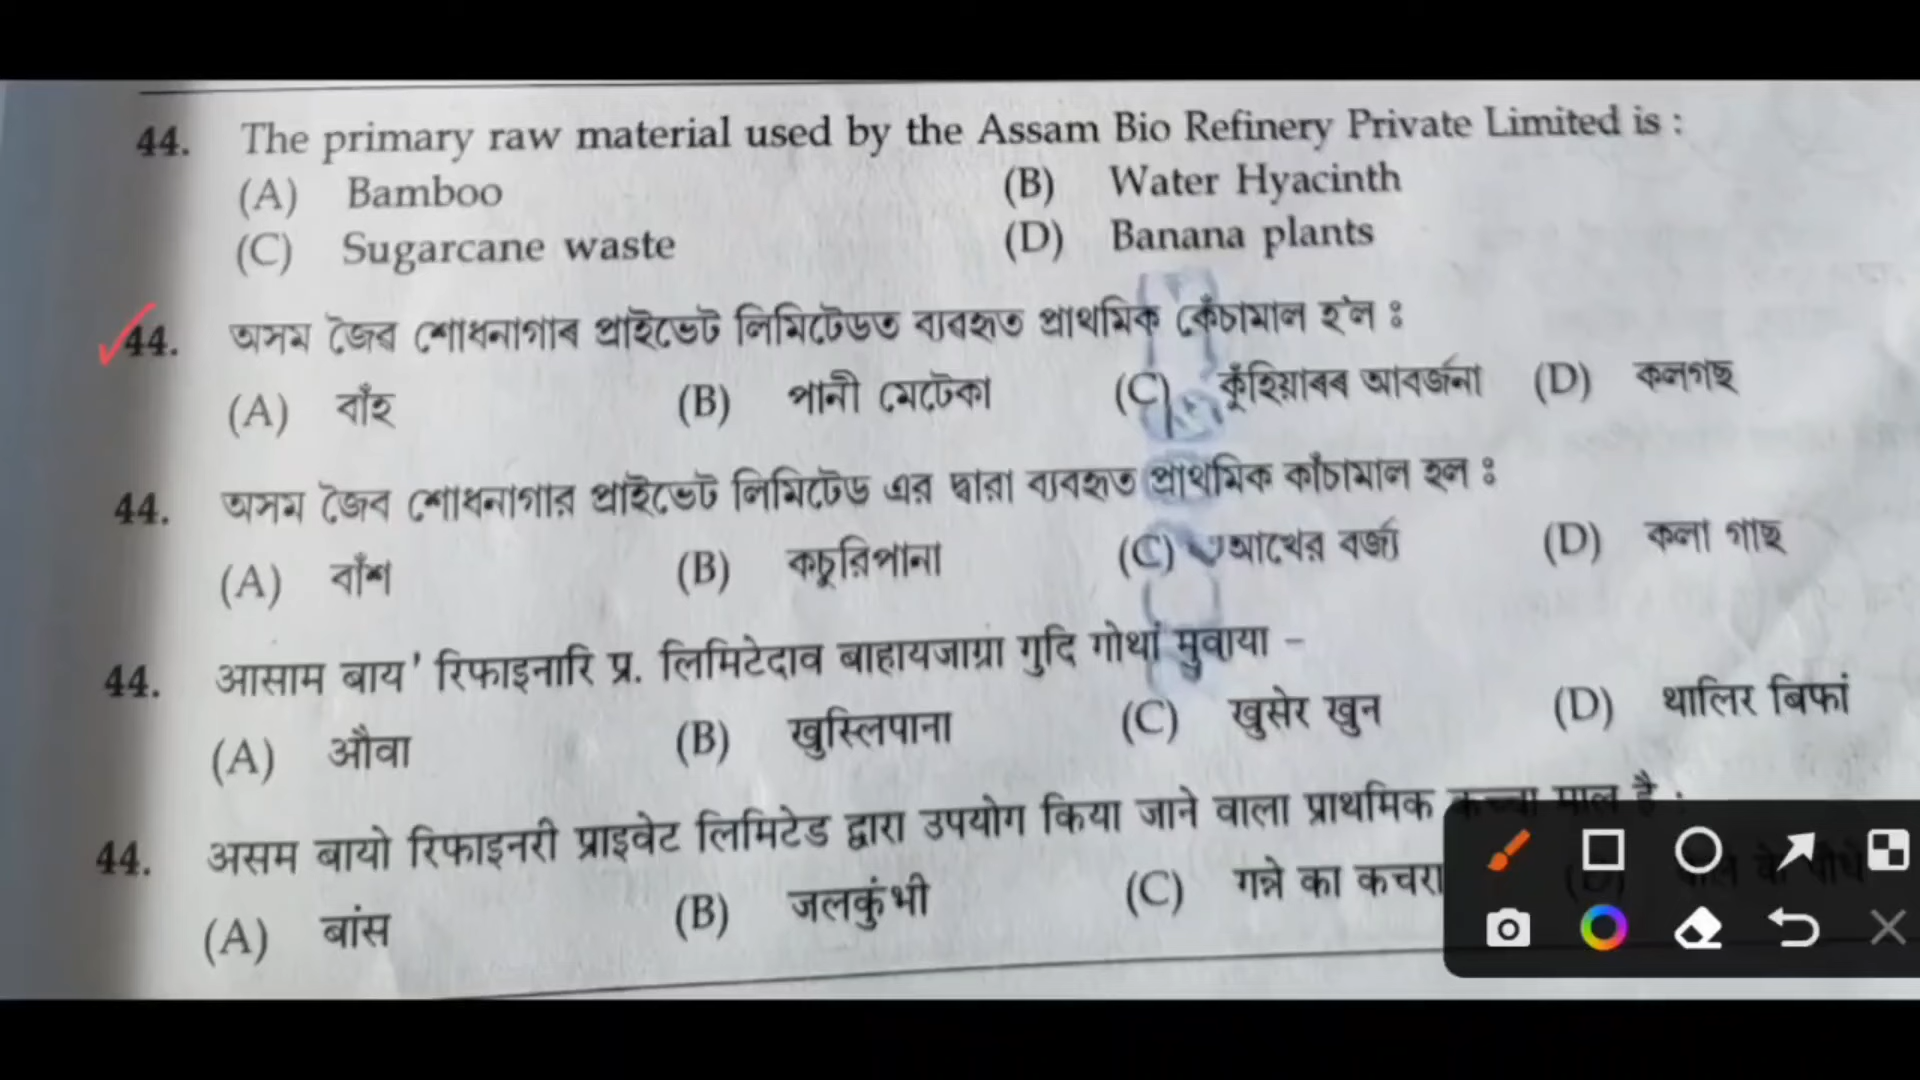 44. The primary raw material used by the Assam Bio Refinery Private Limited is :
(A) Bamboo (B) Water Hyacinth
(C) Sugarcane waste (D) Banana plants
44. অসম জৈৱ শোধনাগাৰ প্ৰাইভেট লিমিটেডত ব্যৱহৃত প্ৰাথমিক কেঁচামাল হ'ল ঃ
(A) বাঁহ (B) পানী মেটেকা (C) কুঁহিয়াৰৰ আবৰ্জনা (D) কলগছ
44. অসম জৈব শোধনাগার প্রাইভেট লিমিটেড এর দ্বারা ব্যবহৃত প্রাথমিক কাঁচামাল হল ঃ
(A) বাঁশ (B) কচুরিপানা (C) আখের বর্জ্য (D) কলা গাছ
44. आसाम बाय' रिफाइनारि प्र. लिमिटेदाव बाहायजाग्रा गुदि गोथां मुवाया –
(A) औवा (B) खुस्लिपाना (C) खुसेर खुन (D) थालिर बिफां
44. असम बायो रिफाइनरी प्राइवेट लिमिटेड द्वारा उपयोग किया जाने वाला प्राथमिक कच्चा माल है :
(A) बांस (B) जलकुंभी (C) गन्ने का कचरा (D)